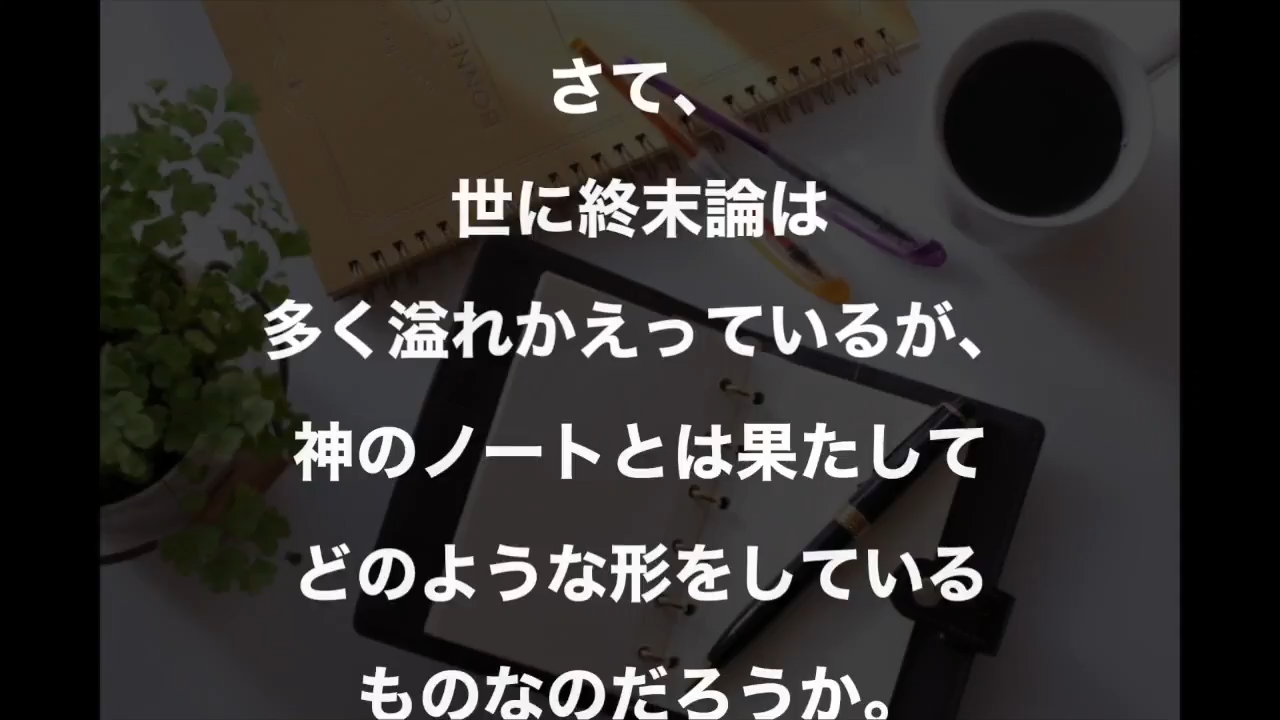 さて、
世に終末論は
多く溢れかえっているが、
神のノートとは果たして
どのような形をしている
ものなのだろうか。